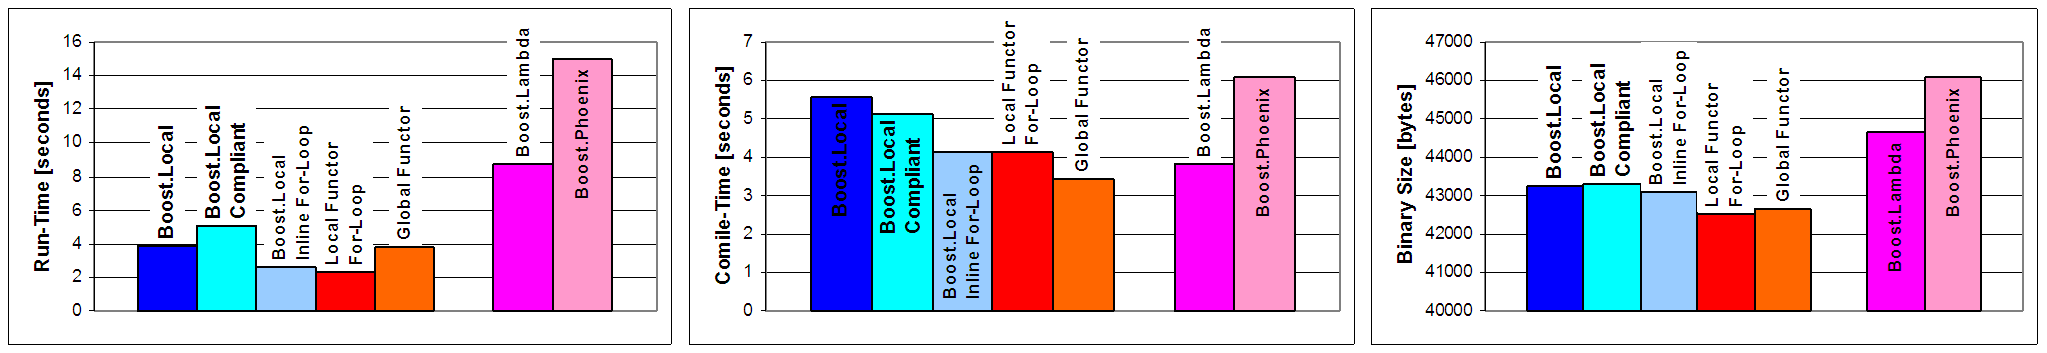 Run-Time [seconds]
16
14
12
10
8
6
4
2
0
Boost.Local
Boost.Local
Compliant
Boost.Local
Inline For-Loop
Local Functor
For-Loop
Global Functor
Boost.Lambda
Boost.Phoenix
Comile-Time [seconds]
7
6
5
4
3
2
1
0
Boost.Local
Boost.Local
Compliant
Boost.Local
Inline For-Loop
Local Functor
For-Loop
Global Functor
Boost.Lambda
Boost.Phoenix
Binary Size [bytes]
47000
46000
45000
44000
43000
42000
41000
40000
Boost.Local
Boost.Local
Compliant
Boost.Local
Inline For-Loop
Local Functor
For-Loop
Global Functor
Boost.Lambda
Boost.Phoenix